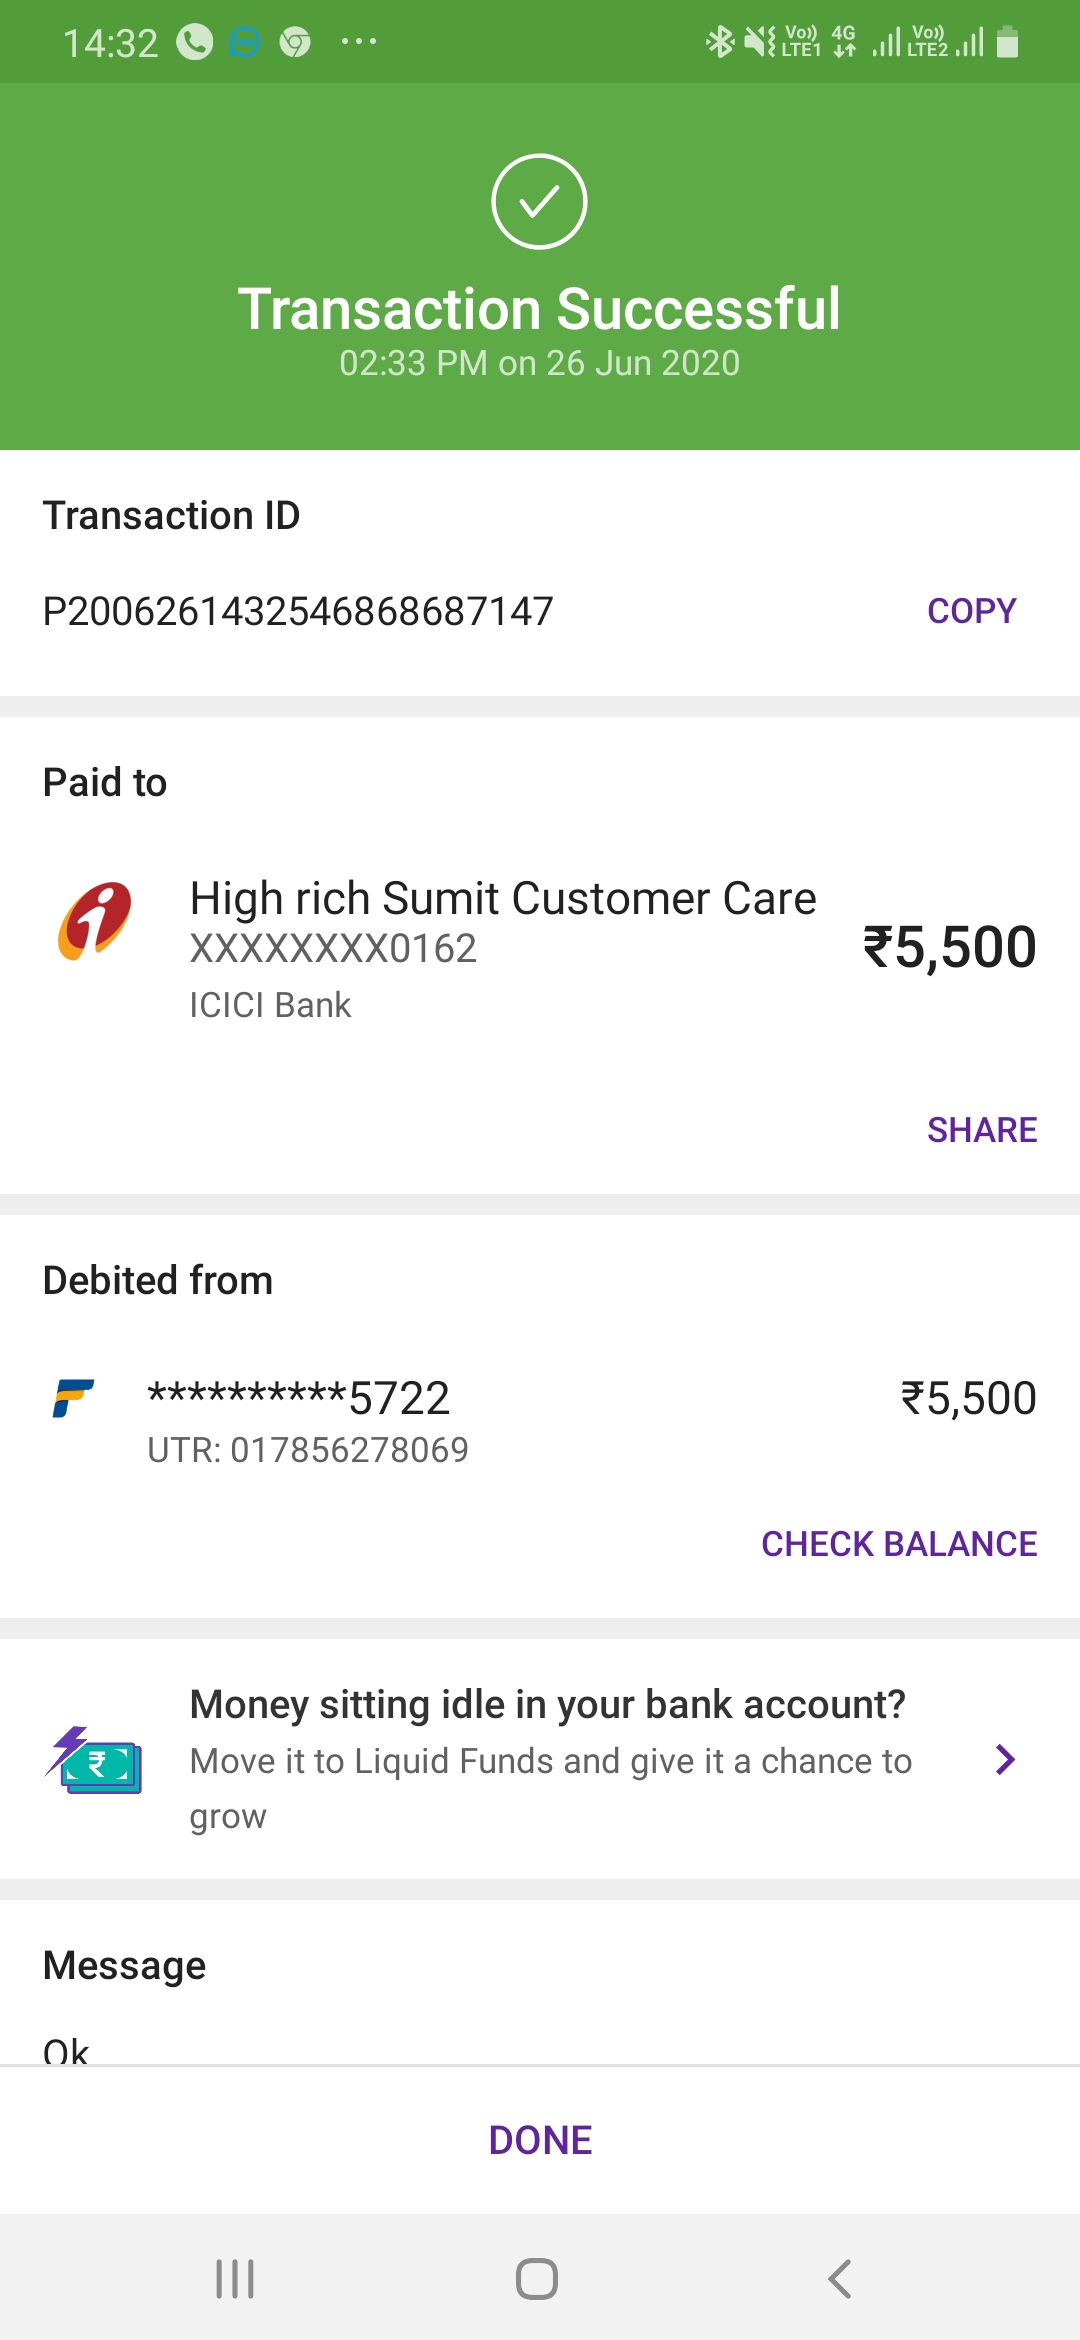 14:32
Vo)) LTE1 4G Vo)) LTE2
Transaction Successful
02:33 PM on 26 Jun 2020
Transaction ID
P2006261432546868687147
COPY
Paid to
High rich Sumit Customer Care
XXXXXXXX0162
₹5,500
ICICI Bank
SHARE
Debited from
**********5722
₹5,500
UTR: 017856278069
CHECK BALANCE
Money sitting idle in your bank account?
Move it to Liquid Funds and give it a chance to
grow
Message
Ok
DONE